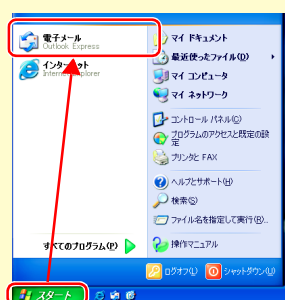 電子メール
Outlook Express
インターネット
Internet Explorer
すべてのプログラム(P)
マイ ドキュメント
最近使ったファイル(D)
マイ コンピュータ
マイ ネットワーク
コントロール パネル(C)
プログラムのアクセスと既定の設
定
プリンタと FAX
ヘルプとサポート(H)
検索(S)
ファイル名を指定して実行(R)...
操作マニュアル
ログオフ(L)
シャットダウン(U)
スタート